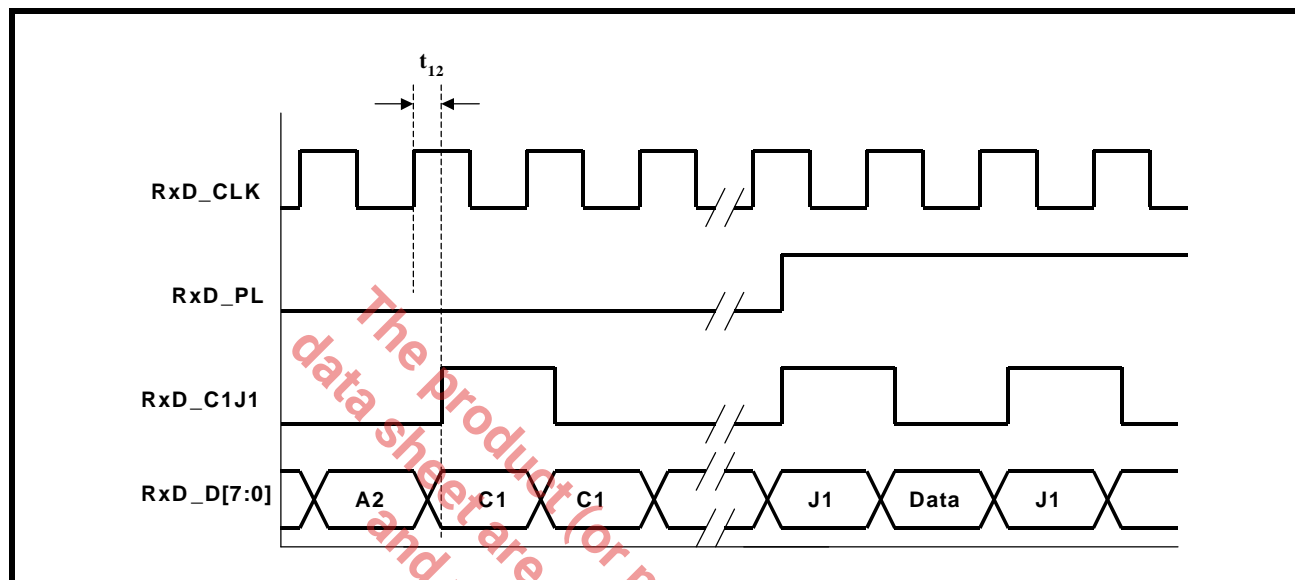 t12
RxD_CLK
RxD_PL
RxD_C1J1
RxD_D[7:0]
A2
C1
C1
J1
Data
J1
The product (or
data sheet are
and